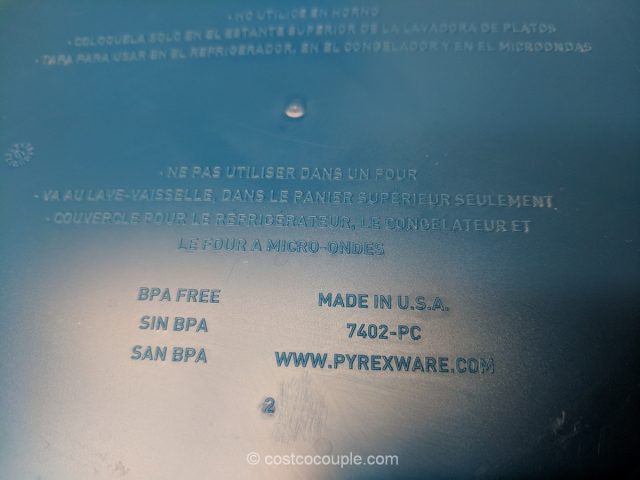 · NO UTILICE EN HORNO
· COLOQUELA SOLO EN EL ESTANTE SUPERIOR DE LA LAVADORA DE PLATOS
· TAPA PARA USAR EN EL REFRIGERADOR, EN EL CONGELADOR Y EN EL MICROONDAS
· NE PAS UTILISER DANS UN FOUR
· VA AU LAVE-VAISSELLE, DANS LE PANIER SUPÉRIEUR SEULEMENT
· COUVERCLE POUR LE RÉFRIGÉRATEUR, LE CONGÉLATEUR ET
LE FOUR À MICRO-ONDES
BPA FREE
SIN BPA
SAN BPA
MADE IN U.S.A.
7402-PC
WWW.PYREXWARE.COM
2
© costcocouple.com